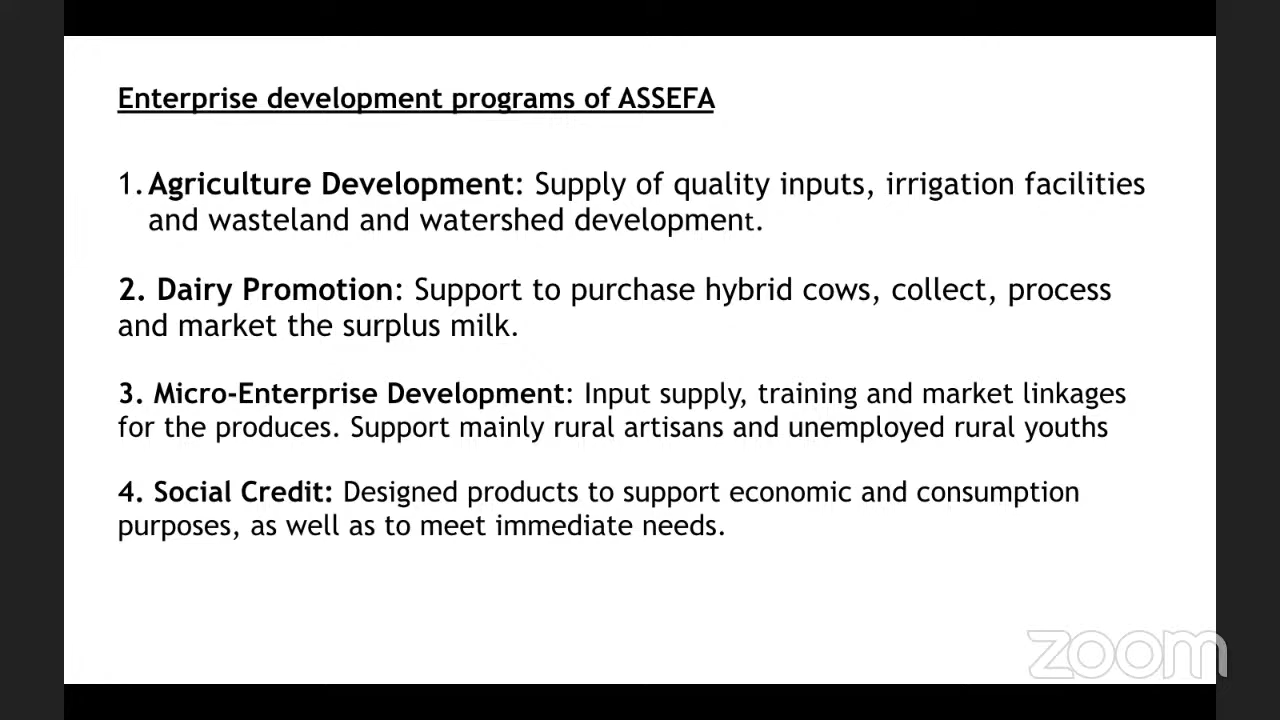 Enterprise development programs of ASSEFA
1. Agriculture Development: Supply of quality inputs, irrigation facilities
and wasteland and watershed development.
2. Dairy Promotion: Support to purchase hybrid cows, collect, process
and market the surplus milk.
3. Micro-Enterprise Development: Input supply, training and market linkages
for the produces. Support mainly rural artisans and unemployed rural youths
4. Social Credit: Designed products to support economic and consumption
purposes, as well as to meet immediate needs.
zoom